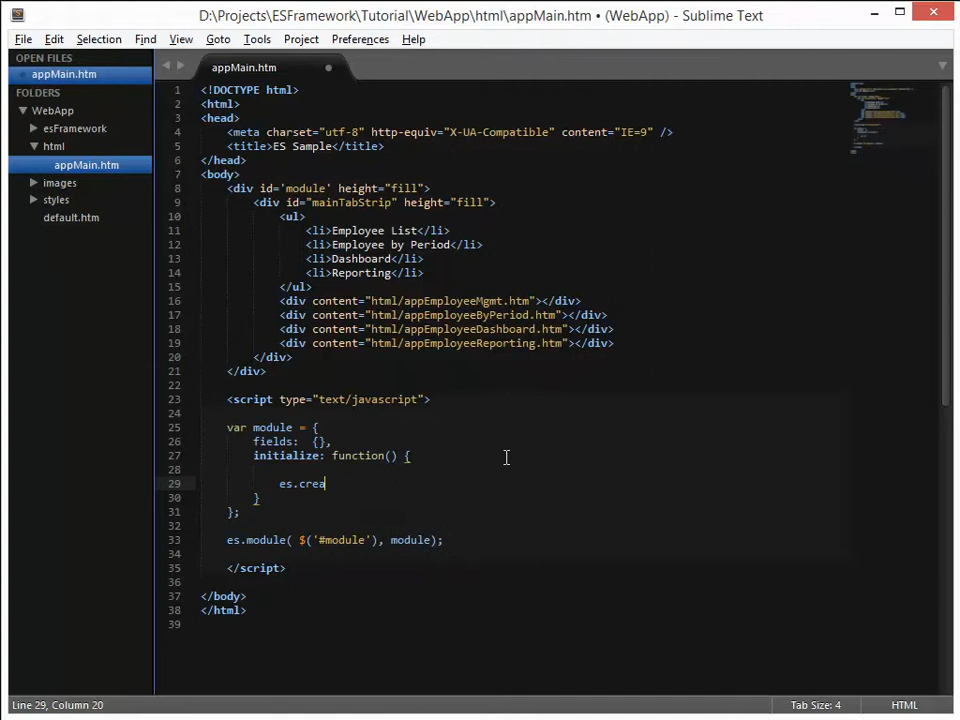 D:\Projects\ESFramework\Tutorial\WebApp\html\appMain.htm • (WebApp) - Sublime Text
File Edit Selection Find View Goto Tools Project Preferences Help
OPEN FILES
appMain.htm
FOLDERS
WebApp
esFramework
html
appMain.htm
images
styles
default.htm
appMain.htm
1 <!DOCTYPE html>
2 <html>
3 <head>
4 <meta charset="utf-8" http-equiv="X-UA-Compatible" content="IE=9" />
5 <title>ES Sample</title>
6 </head>
7 <body>
8 <div id='module' height="fill">
9 <div id="mainTabStrip" height="fill">
10 <ul>
11 <li>Employee List</li>
12 <li>Employee by Period</li>
13 <li>Dashboard</li>
14 <li>Reporting</li>
15 </ul>
16 <div content="html/appEmployeeMgmt.htm"></div>
17 <div content="html/appEmployeeByPeriod.htm"></div>
18 <div content="html/appEmployeeDashboard.htm"></div>
19 <div content="html/appEmployeeReporting.htm"></div>
20 </div>
21 </div>
22
23 <script type="text/javascript">
24
25 var module = {
26 fields: {},
27 initialize: function() {
28
29 es.crea
30 }
31 };
32
33 es.module( $('#module'), module);
34
35 </script>
36
37 </body>
38 </html>
39
Line 29, Column 20
Tab Size: 4
HTML